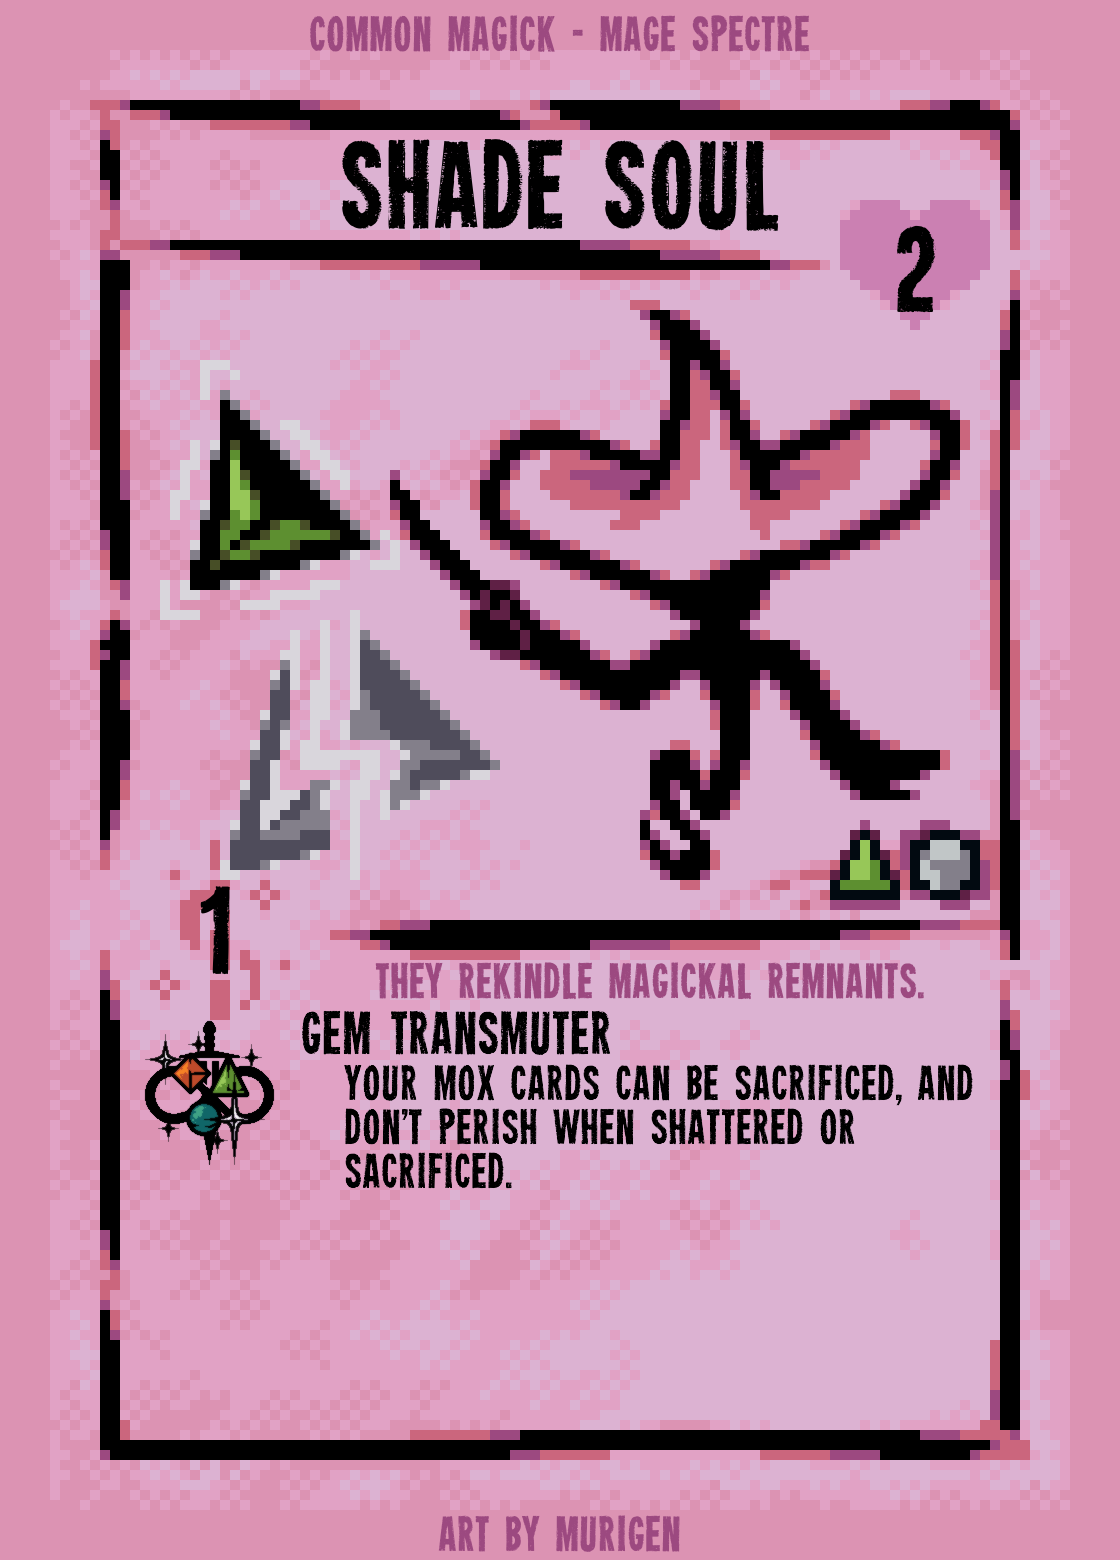 COMMON MAGICK - MAGE SPECTRE
SHADE SOUL
2
1
THEY REKINDLE MAGICKAL REMNANTS.
GEM TRANSMUTER
YOUR MOX CARDS CAN BE SACRIFICED, AND
DON'T PERISH WHEN SHATTERED OR
SACRIFICED.
ART BY MURIGEN